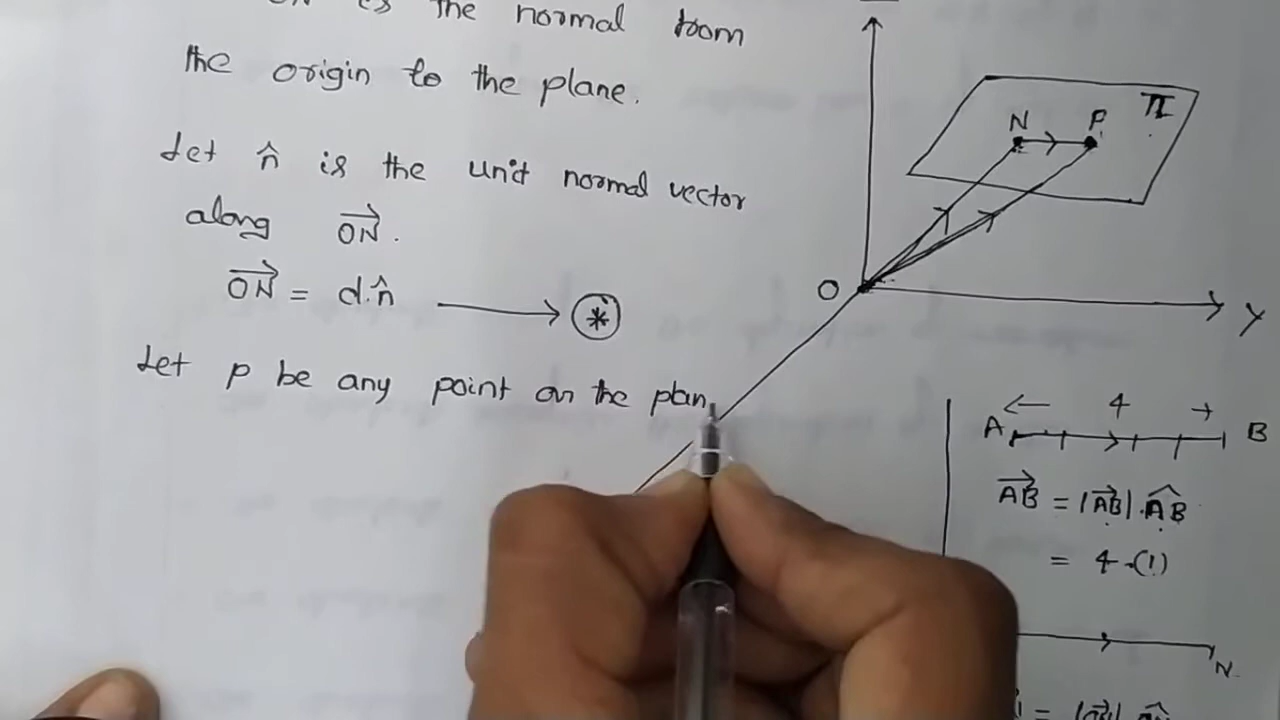 is the normal from
the origin to the plane.
Let n̂ is the unit normal vector
along ON⃗.
ON⃗ = d.n̂ ⟶ ⊛
Let p be any point on the plan
N P π
O
y
← 4 →
A B
AB⃗ = |AB⃗|.A͡B
= 4.(1)
N